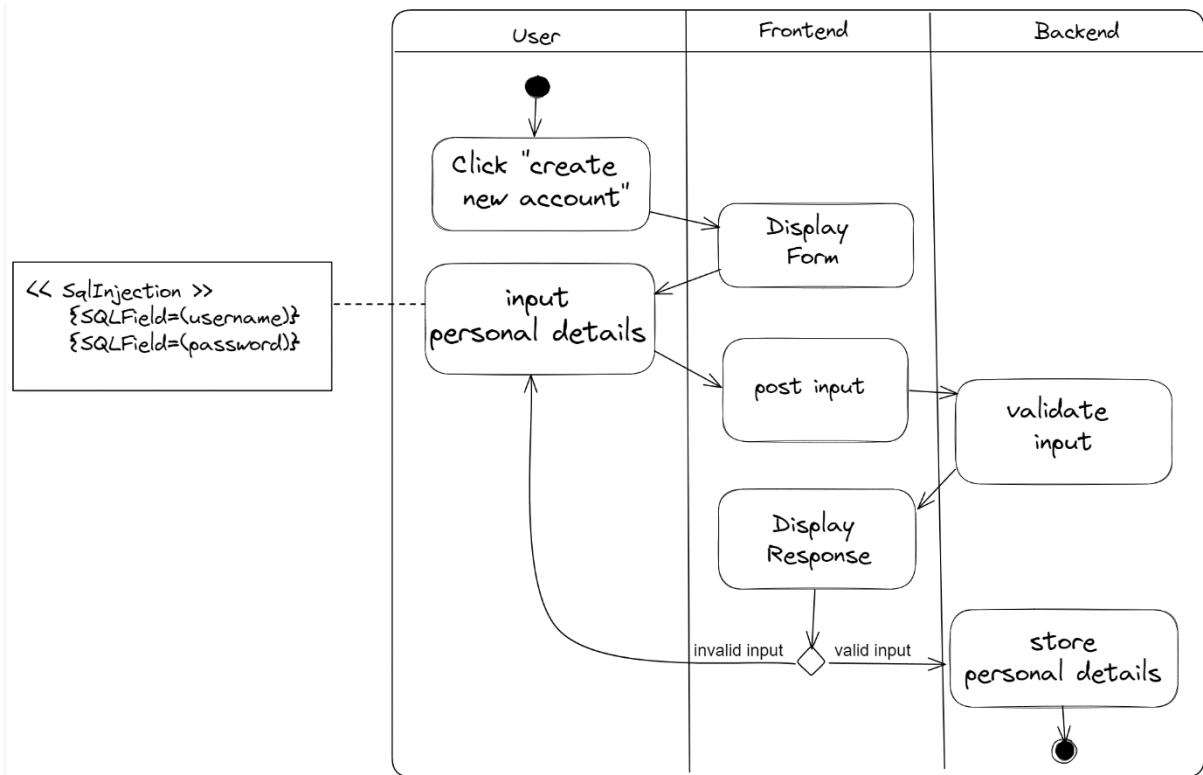 User
Frontend
Backend
Click "create
new account"
Display
Form
<< SqlInjection >>
{SQLField=(username)}
{SQLField=(password)}
input
personal details
post input
validate
input
Display
Response
invalid input
valid input
store
personal details